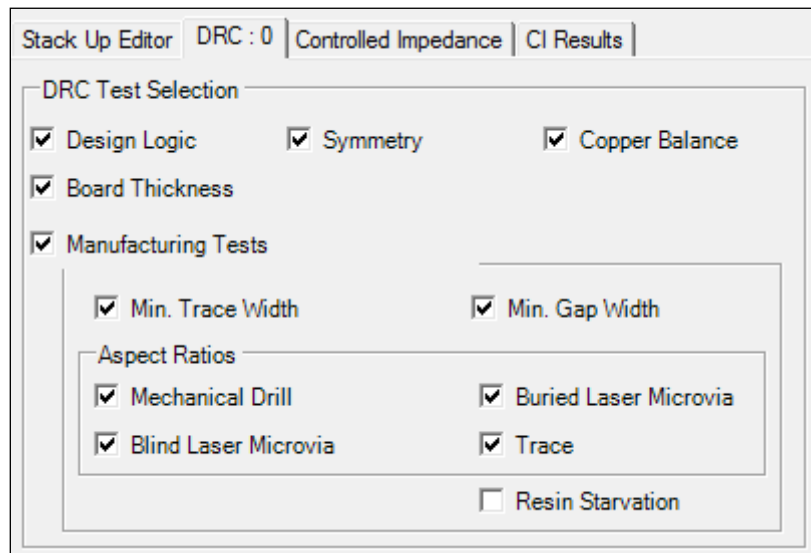 Stack Up Editor DRC : 0 Controlled Impedance CI Results
DRC Test Selection
Design Logic Symmetry Copper Balance
Board Thickness
Manufacturing Tests
Min. Trace Width Min. Gap Width
Aspect Ratios
Mechanical Drill Buried Laser Microvia
Blind Laser Microvia Trace
Resin Starvation